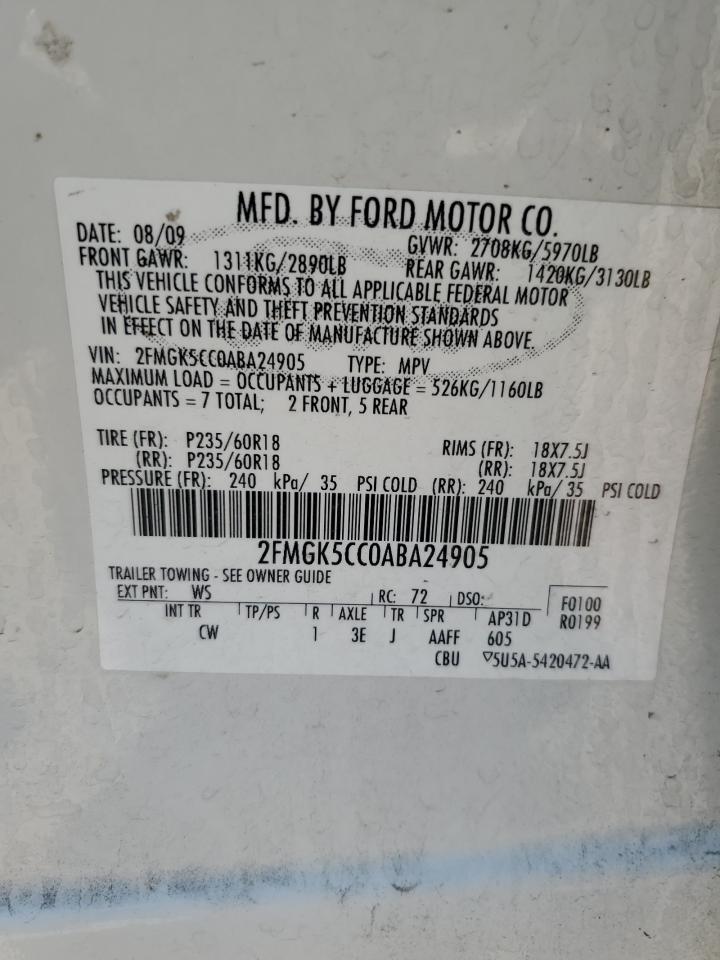 MFD. BY FORD MOTOR CO.
DATE: 08/09 GVWR: 2708KG/5970LB
FRONT GAWR: 1311KG/2890LB REAR GAWR: 1420KG/3130LB
THIS VEHICLE CONFORMS TO ALL APPLICABLE FEDERAL MOTOR
VEHICLE SAFETY AND THEFT PREVENTION STANDARDS
IN EFFECT ON THE DATE OF MANUFACTURE SHOWN ABOVE.
VIN: 2FMGK5CC0ABA24905 TYPE: MPV
MAXIMUM LOAD = OCCUPANTS + LUGGAGE = 526KG/1160LB
OCCUPANTS = 7 TOTAL; 2 FRONT, 5 REAR
TIRE (FR): P235/60R18 RIMS (FR): 18X7.5J
(RR): P235/60R18 (RR): 18X7.5J
PRESSURE (FR): 240 kPa/ 35 PSI COLD (RR): 240 kPa/ 35 PSI COLD
2FMGK5CC0ABA24905
TRAILER TOWING - SEE OWNER GUIDE
EXT PNT: WS RC: 72 DSO: F0100
INT TR TP/PS R AXLE TR SPR AP31D R0199
CW 1 3E J AAFF 605
CBU ▽5U5A-5420472-AA